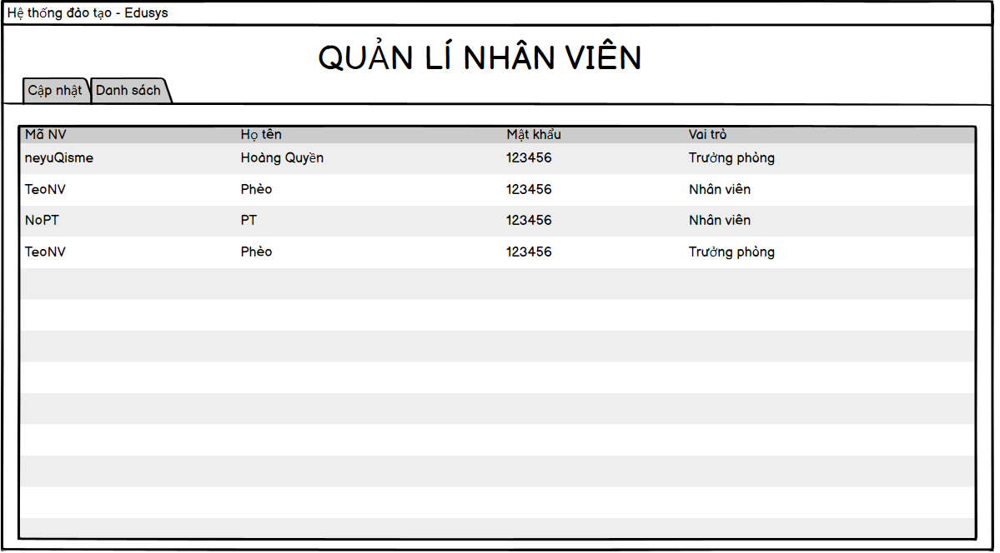 Hệ thống đào tạo - Edusys
QUẢN LÍ NHÂN VIÊN
Cập nhật Danh sách
Mã NV Họ tên Mật khẩu Vai trò
neyuQisme Hoàng Quyền 123456 Trưởng phòng
TeoNV Phèo 123456 Nhân viên
NoPT PT 123456 Nhân viên
TeoNV Phèo 123456 Trưởng phòng